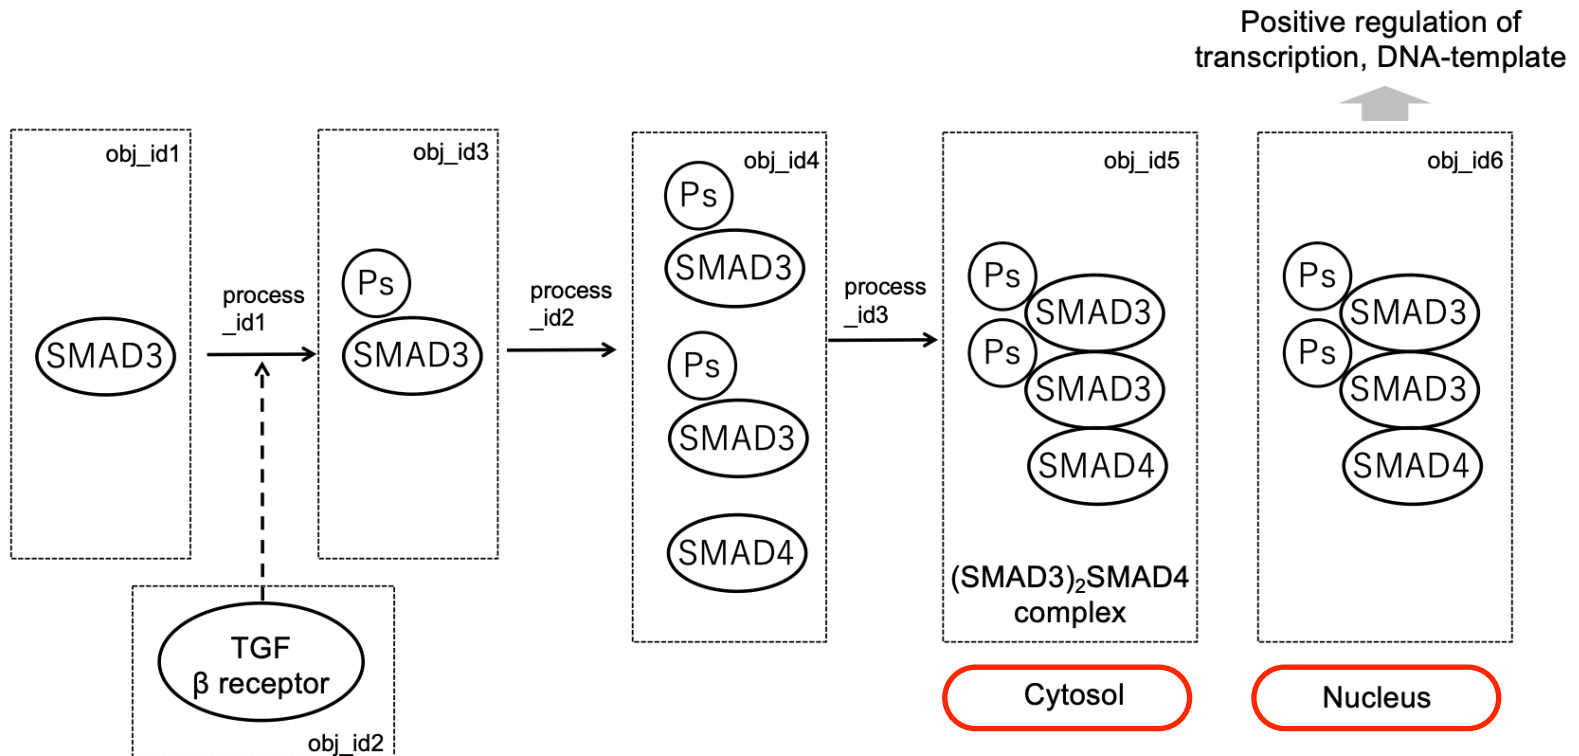 Positive regulation of
transcription, DNA-template
obj_id1
SMAD3
process
_id1
TGF
β receptor
obj_id2
obj_id3
Ps
SMAD3
process
_id2
obj_id4
Ps
SMAD3
Ps
SMAD3
SMAD4
process
_id3
obj_id5
Ps
SMAD3
Ps
SMAD3
SMAD4
(SMAD3)₂SMAD4
complex
Cytosol
obj_id6
Ps
SMAD3
Ps
SMAD3
SMAD4
Nucleus